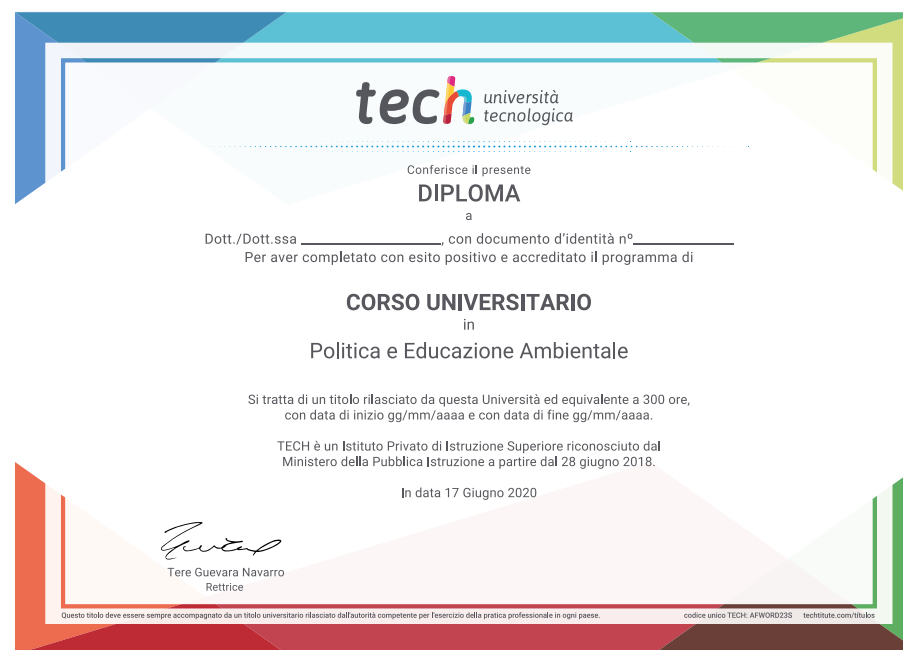 tech università
tecnologica
Conferisce il presente
DIPLOMA
a
Dott./Dott.ssa ____________________, con documento d'identità nº______________
Per aver completato con esito positivo e accreditato il programma di
CORSO UNIVERSITARIO
in
Politica e Educazione Ambientale
Si tratta di un titolo rilasciato da questa Università ed equivalente a 300 ore,
con data di inizio gg/mm/aaaa e con data di fine gg/mm/aaaa.
TECH è un Istituto Privato di Istruzione Superiore riconosciuto dal
Ministero della Pubblica Istruzione a partire dal 28 giugno 2018.
In data 17 Giugno 2020
Tere Guevara Navarro
Rettrice
Questo titolo deve essere sempre accompagnato da un titolo universitario rilasciato dall'autorità competente per l'esercizio della pratica professionale in ogni paese. codice unico TECH: AFWORD23S techtitute.com/titulos